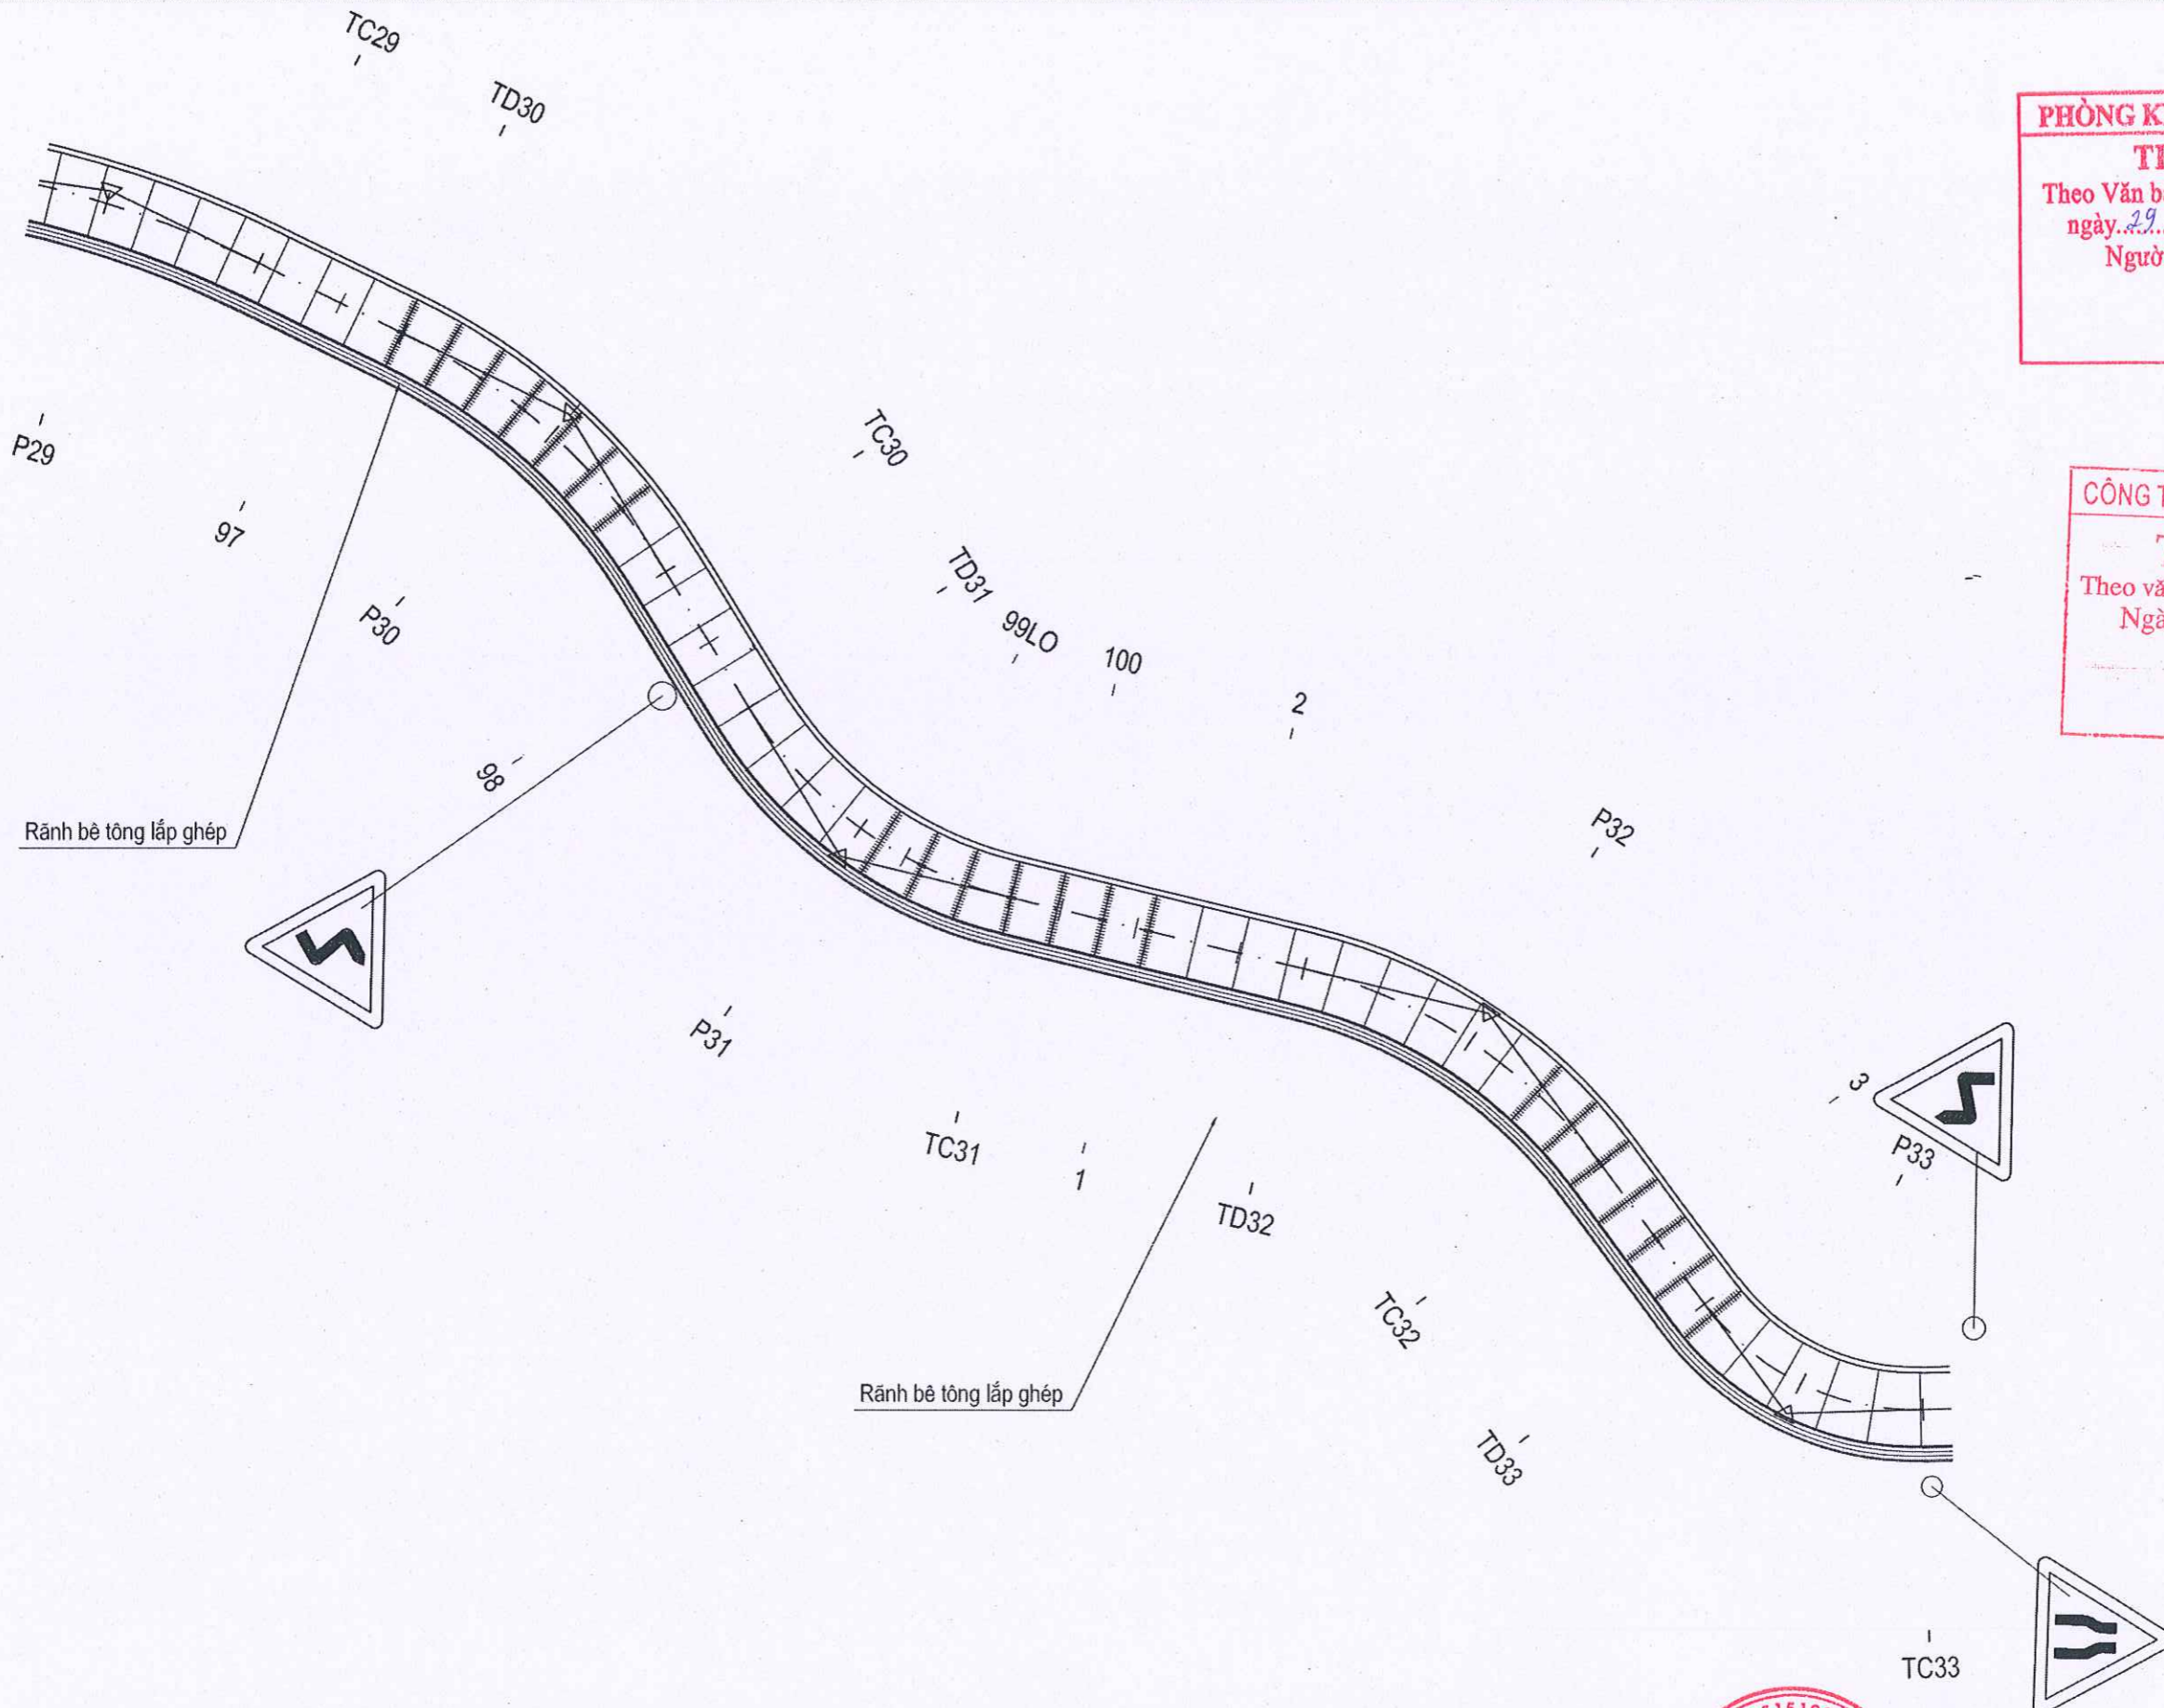 TC29
TD30
PHÒNG K
Theo Văn b
ngày..29...
Ngườ
P29
97
P30
TC30
TD31
99LO
100
2
CÔNG T
Theo vă
Ngà
98
Rãnh bê tông lắp ghép
P32
P31
TC31
1
TD32
3
P33
TC32
Rãnh bê tông lắp ghép
TD33
TC33